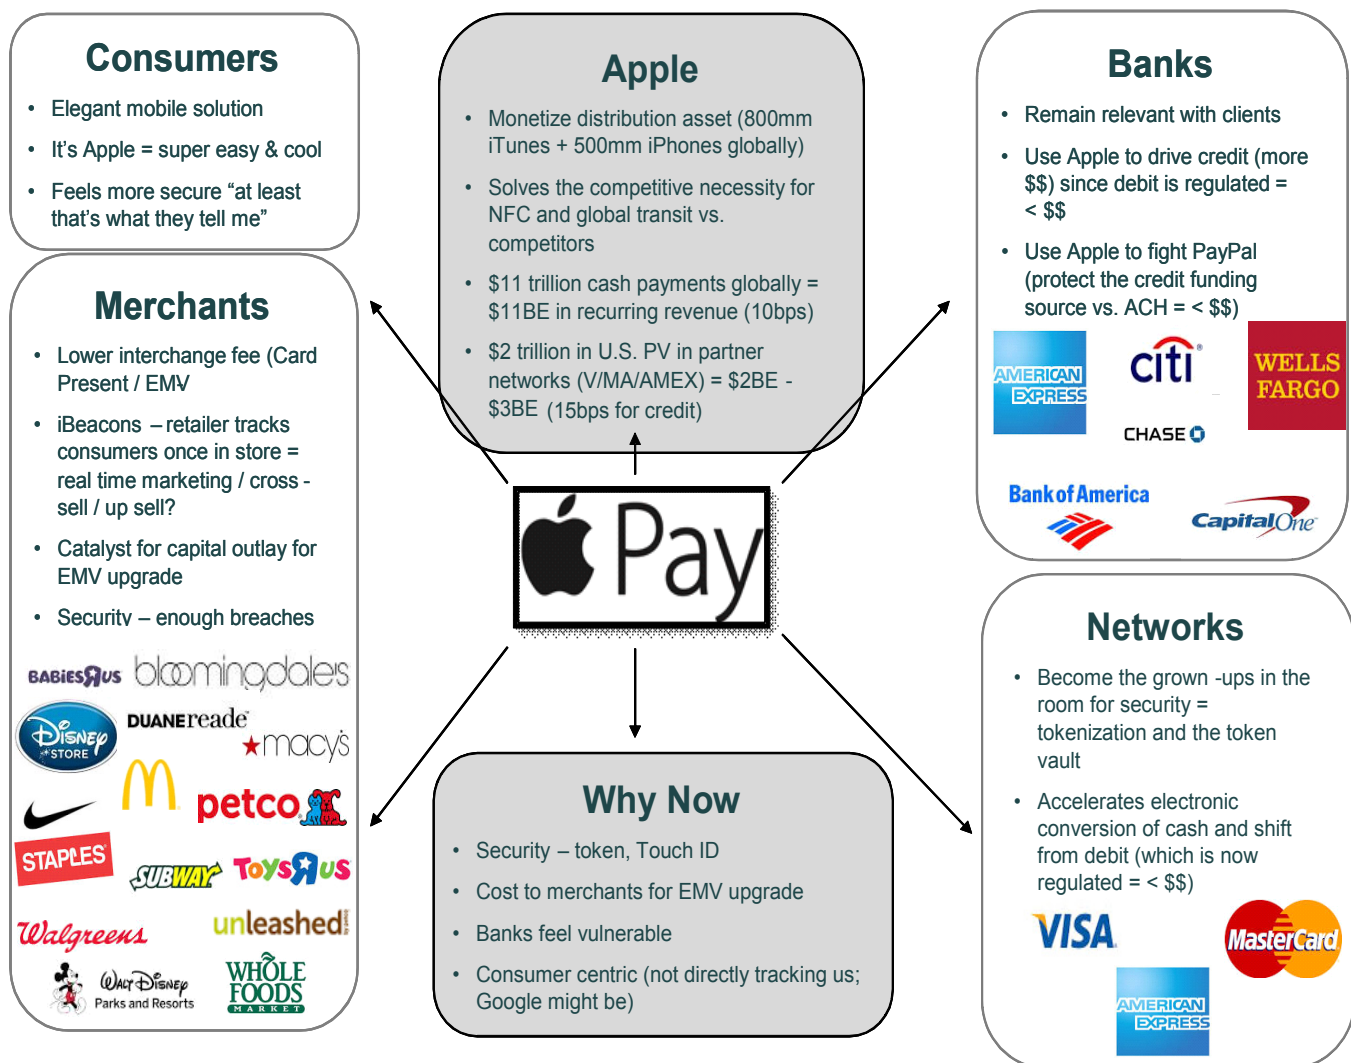 Consumers
• Elegant mobile solution
• It's Apple = super easy & cool
• Feels more secure “at least
that's what they tell me”
Merchants
• Lower interchange fee (Card
Present / EMV
• iBeacons – retailer tracks
consumers once in store =
real time marketing / cross -
sell / up sell?
• Catalyst for capital outlay for
EMV upgrade
• Security – enough breaches
BABIESRUS bloomingdale's
DISNEY
STORE
DUANEreade
macy's
petco
STAPLES
SUBWAY
TOYSRUS
Walgreens
unleashed
by petco
WALT DISNEY
Parks and Resorts
WHOLE
FOODS
MARKET
Apple
• Monetize distribution asset (800mm
iTunes + 500mm iPhones globally)
• Solves the competitive necessity for
NFC and global transit vs.
competitors
• $11 trillion cash payments globally =
$11BE in recurring revenue (10bps)
• $2 trillion in U.S. PV in partner
networks (V/MA/AMEX) = $2BE -
$3BE (15bps for credit)
Pay
Why Now
• Security – token, Touch ID
• Cost to merchants for EMV upgrade
• Banks feel vulnerable
• Consumer centric (not directly tracking us;
Google might be)
Banks
• Remain relevant with clients
• Use Apple to drive credit (more
$$) since debit is regulated =
< $$
• Use Apple to fight PayPal
(protect the credit funding
source vs. ACH = < $$)
AMERICAN
EXPRESS
citi
WELLS
FARGO
CHASE
Bank of America
Capital One
Networks
• Become the grown -ups in the
room for security =
tokenization and the token
vault
• Accelerates electronic
conversion of cash and shift
from debit (which is now
regulated = < $$)
VISA
MasterCard
AMERICAN
EXPRESS